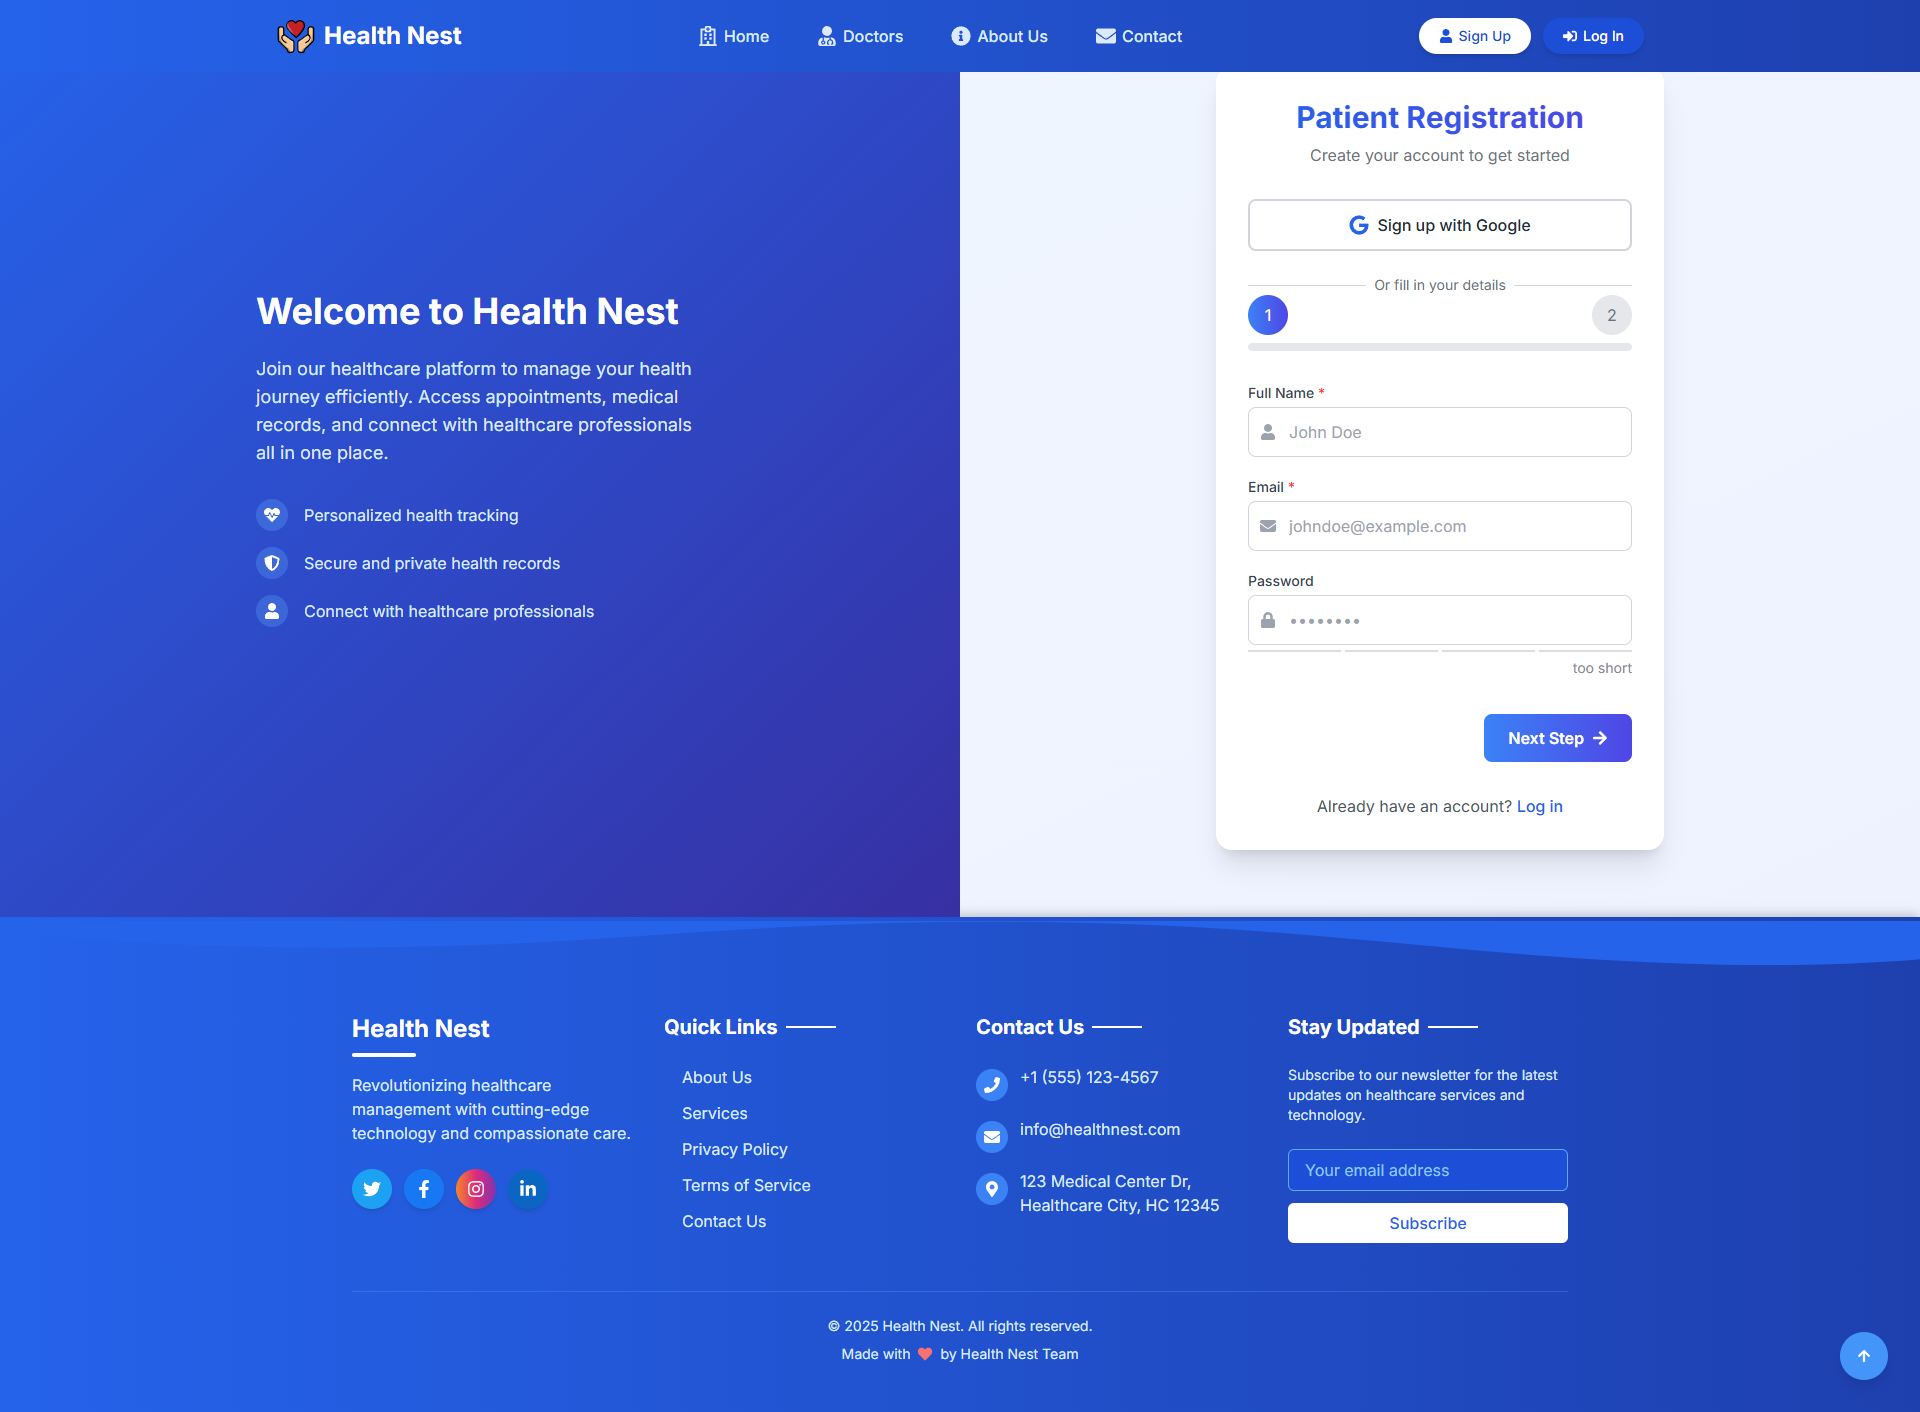 Health Nest
Home
Doctors
About Us
Contact
Sign Up
Log In
Welcome to Health Nest
Join our healthcare platform to manage your health
journey efficiently. Access appointments, medical
records, and connect with healthcare professionals
all in one place.
Personalized health tracking
Secure and private health records
Connect with healthcare professionals
Patient Registration
Create your account to get started
Sign up with Google
Or fill in your details
1
2
Full Name *
John Doe
Email *
johndoe@example.com
Password
••••••••
too short
Next Step
Already have an account? Log in
Health Nest
Revolutionizing healthcare
management with cutting-edge
technology and compassionate care.
Quick Links
About Us
Services
Privacy Policy
Terms of Service
Contact Us
Contact Us
+1 (555) 123-4567
info@healthnest.com
123 Medical Center Dr,
Healthcare City, HC 12345
Stay Updated
Subscribe to our newsletter for the latest
updates on healthcare services and
technology.
Your email address
Subscribe
© 2025 Health Nest. All rights reserved.
Made with ❤ by Health Nest Team